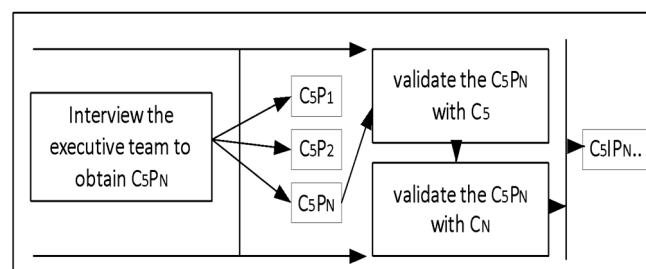 Interview the
executive team to
obtain C₅Pₙ
C₅P₁
C₅P₂
C₅Pₙ
validate the C₅Pₙ
with C₅
validate the C₅Pₙ
with Cₙ
C₅IPₙ..